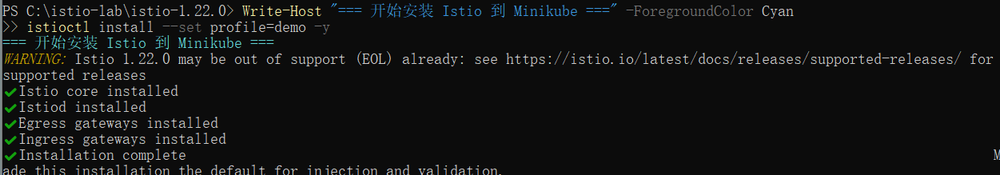 PS C:\istio-lab\istio-1.22.0> Write-Host "=== 开始安装 Istio 到 Minikube ===" -ForegroundColor Cyan
>> istioctl install --set profile=demo -y
=== 开始安装 Istio 到 Minikube ===
WARNING: Istio 1.22.0 may be out of support (EOL) already: see https://istio.io/latest/docs/releases/supported-releases/ for
supported releases
✔Istio core installed
✔Istiod installed
✔Egress gateways installed
✔Ingress gateways installed
✔Installation complete M
ade this installation the default for injection and validation.